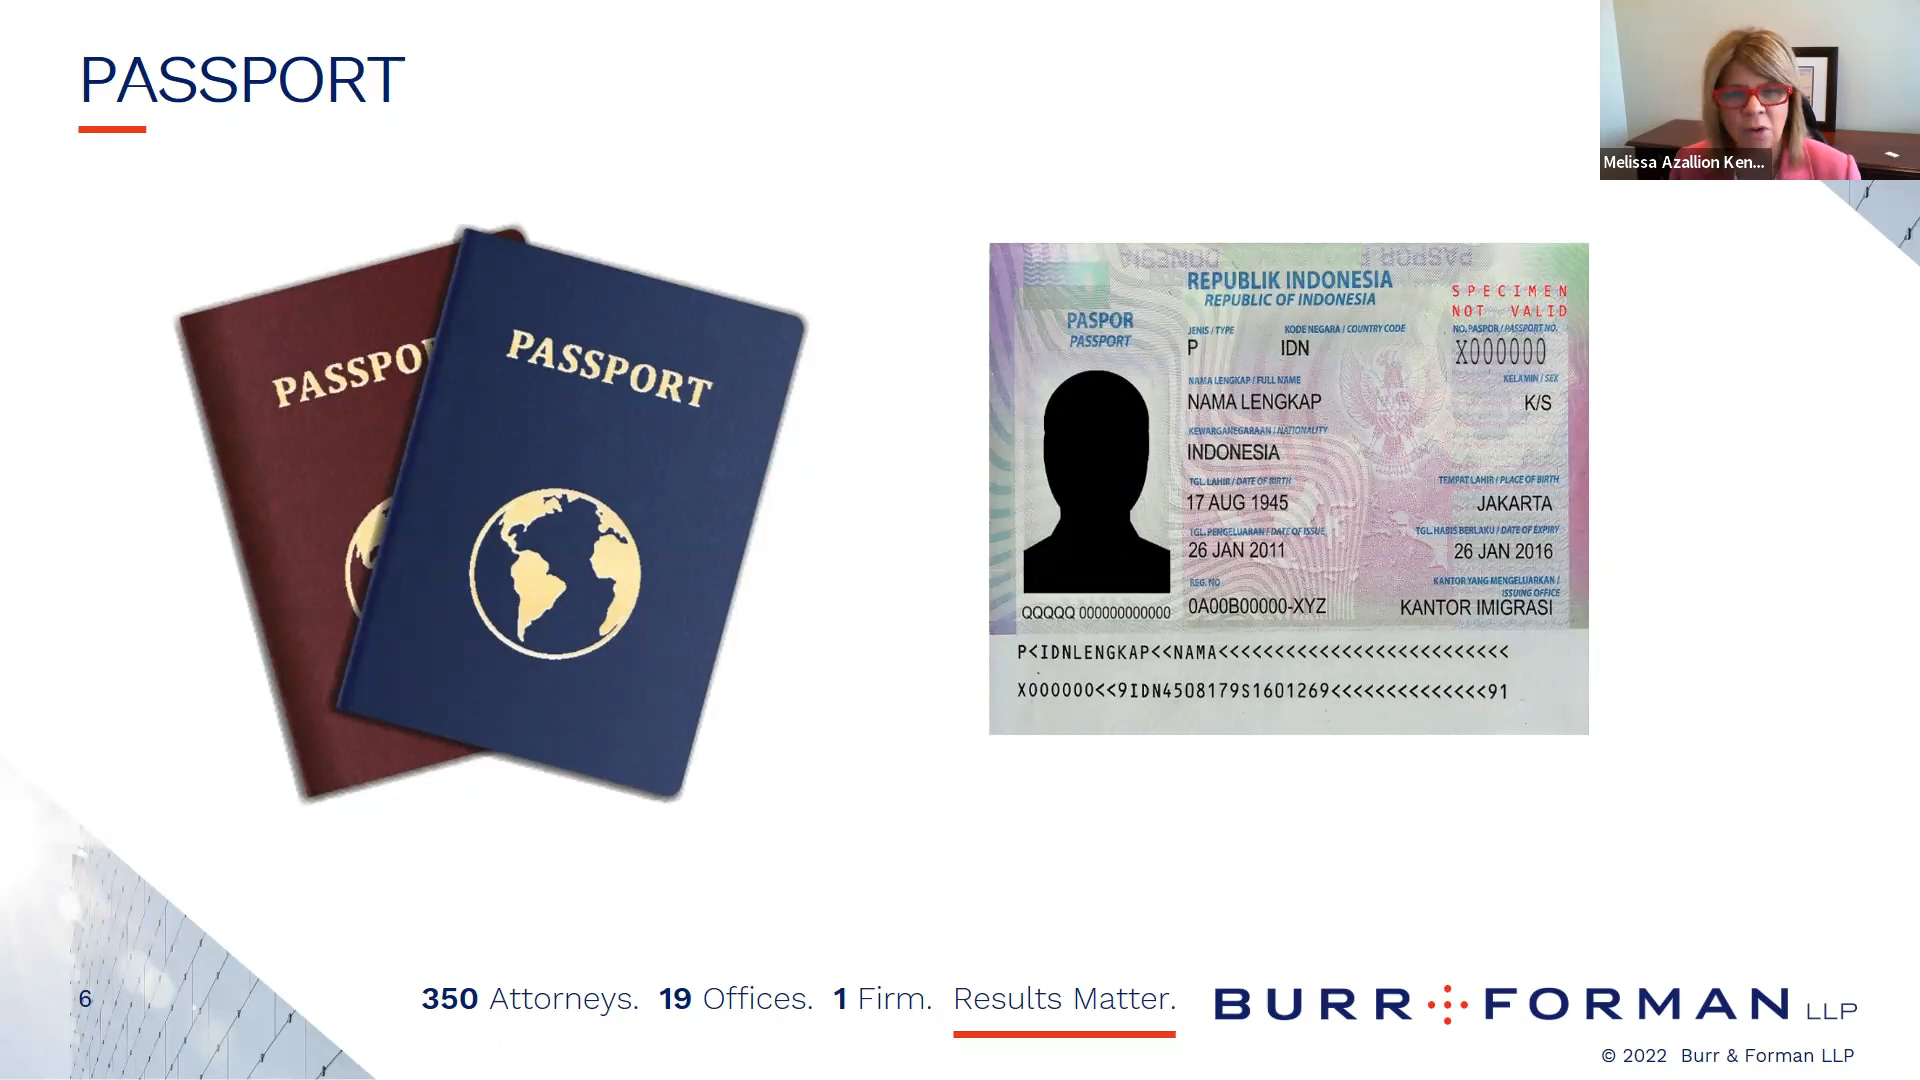 PASSPORT
Melissa Azallion Ken...
PASSPO
PASSPORT
REPUBLIK INDONESIA
REPUBLIC OF INDONESIA
SPECIMEN
NOT VALID
PASPOR
PASSPORT
JENIS / TYPE
KODE NEGARA / COUNTRY CODE
NO. PASPOR / PASSPORT NO.
P
IDN
X000000
NAMA LENGKAP / FULL NAME
KELAMIN / SEX
NAMA LENGKAP
K/S
KEWARGANEGARAAN / NATIONALITY
INDONESIA
TGL. LAHIR / DATE OF BIRTH
TEMPAT LAHIR / PLACE OF BIRTH
17 AUG 1945
JAKARTA
TGL. PENGELUARAN / DATE OF ISSUE
TGL. HABIS BERLAKU / DATE OF EXPIRY
26 JAN 2011
26 JAN 2016
REG. NO
KANTOR YANG MENGELUARKAN /
ISSUING OFFICE
0A00B00000-XYZ
KANTOR IMIGRASI
QQQQQ 000000000000
P<IDNLENGKAP<<NAMA<<<<<<<<<<<<<<<<<<<<<<<<<<
X000000<<9IDN4508179S1601269<<<<<<<<<<<<<<91
6
350 Attorneys. 19 Offices. 1 Firm. Results Matter.
BURR FORMAN LLP
© 2022 Burr & Forman LLP